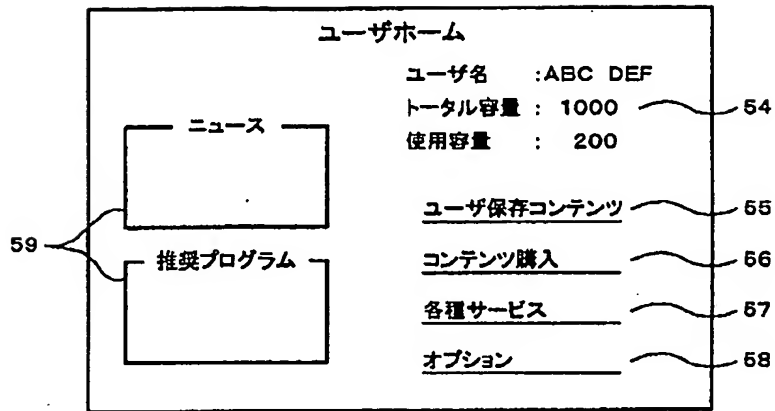 ユーザホーム
ユーザ名 :ABC DEF
トータル容量 : 1000
54
使用容量 : 200
ニュース
ユーザ保存コンテンツ
55
59
推奨プログラム
コンテンツ購入
56
各種サービス
57
オプション
58